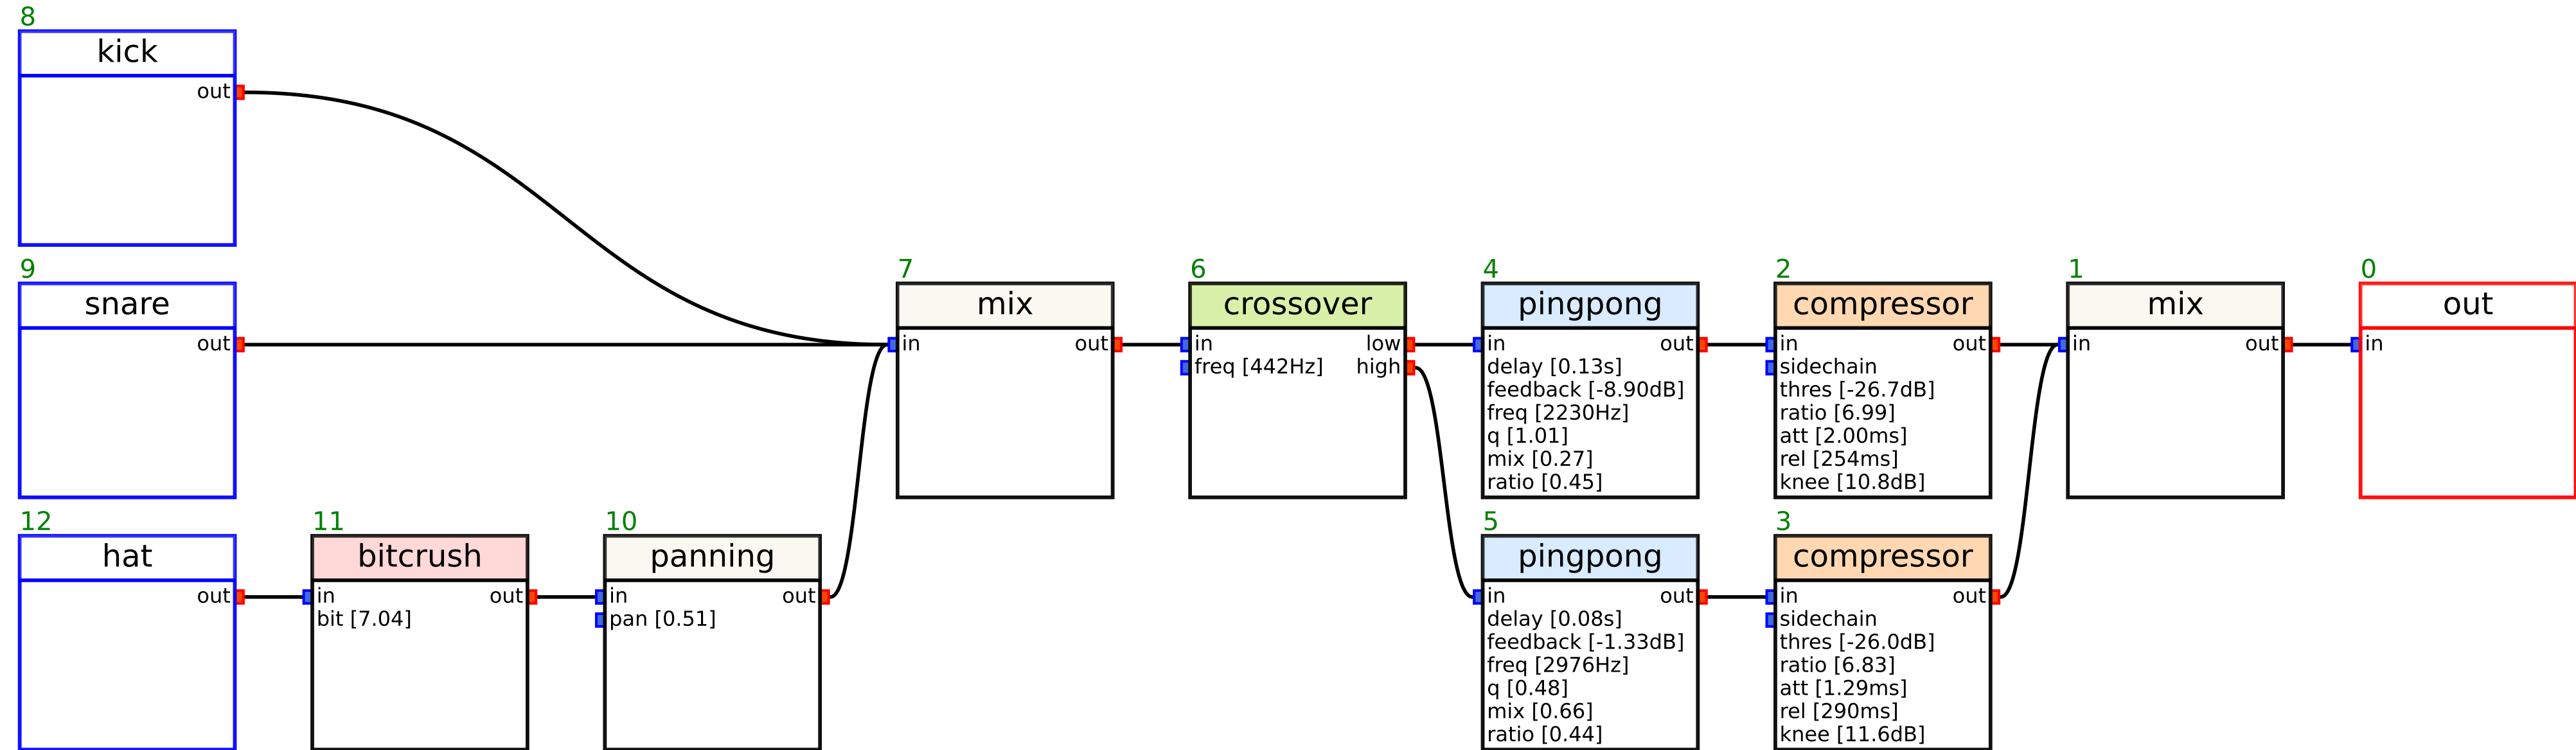 8
kick
out
9
snare
out
12
hat
out
11
bitcrush
in out
bit [7.04]
10
panning
in out
pan [0.51]
7
mix
in out
6
crossover
in low
freq [442Hz] high
4
pingpong
in out
delay [0.13s]
feedback [-8.90dB]
freq [2230Hz]
q [1.01]
mix [0.27]
ratio [0.45]
5
pingpong
in out
delay [0.08s]
feedback [-1.33dB]
freq [2976Hz]
q [0.48]
mix [0.66]
ratio [0.44]
2
compressor
in out
sidechain
thres [-26.7dB]
ratio [6.99]
att [2.00ms]
rel [254ms]
knee [10.8dB]
3
compressor
in out
sidechain
thres [-26.0dB]
ratio [6.83]
att [1.29ms]
rel [290ms]
knee [11.6dB]
1
mix
in out
0
out
in